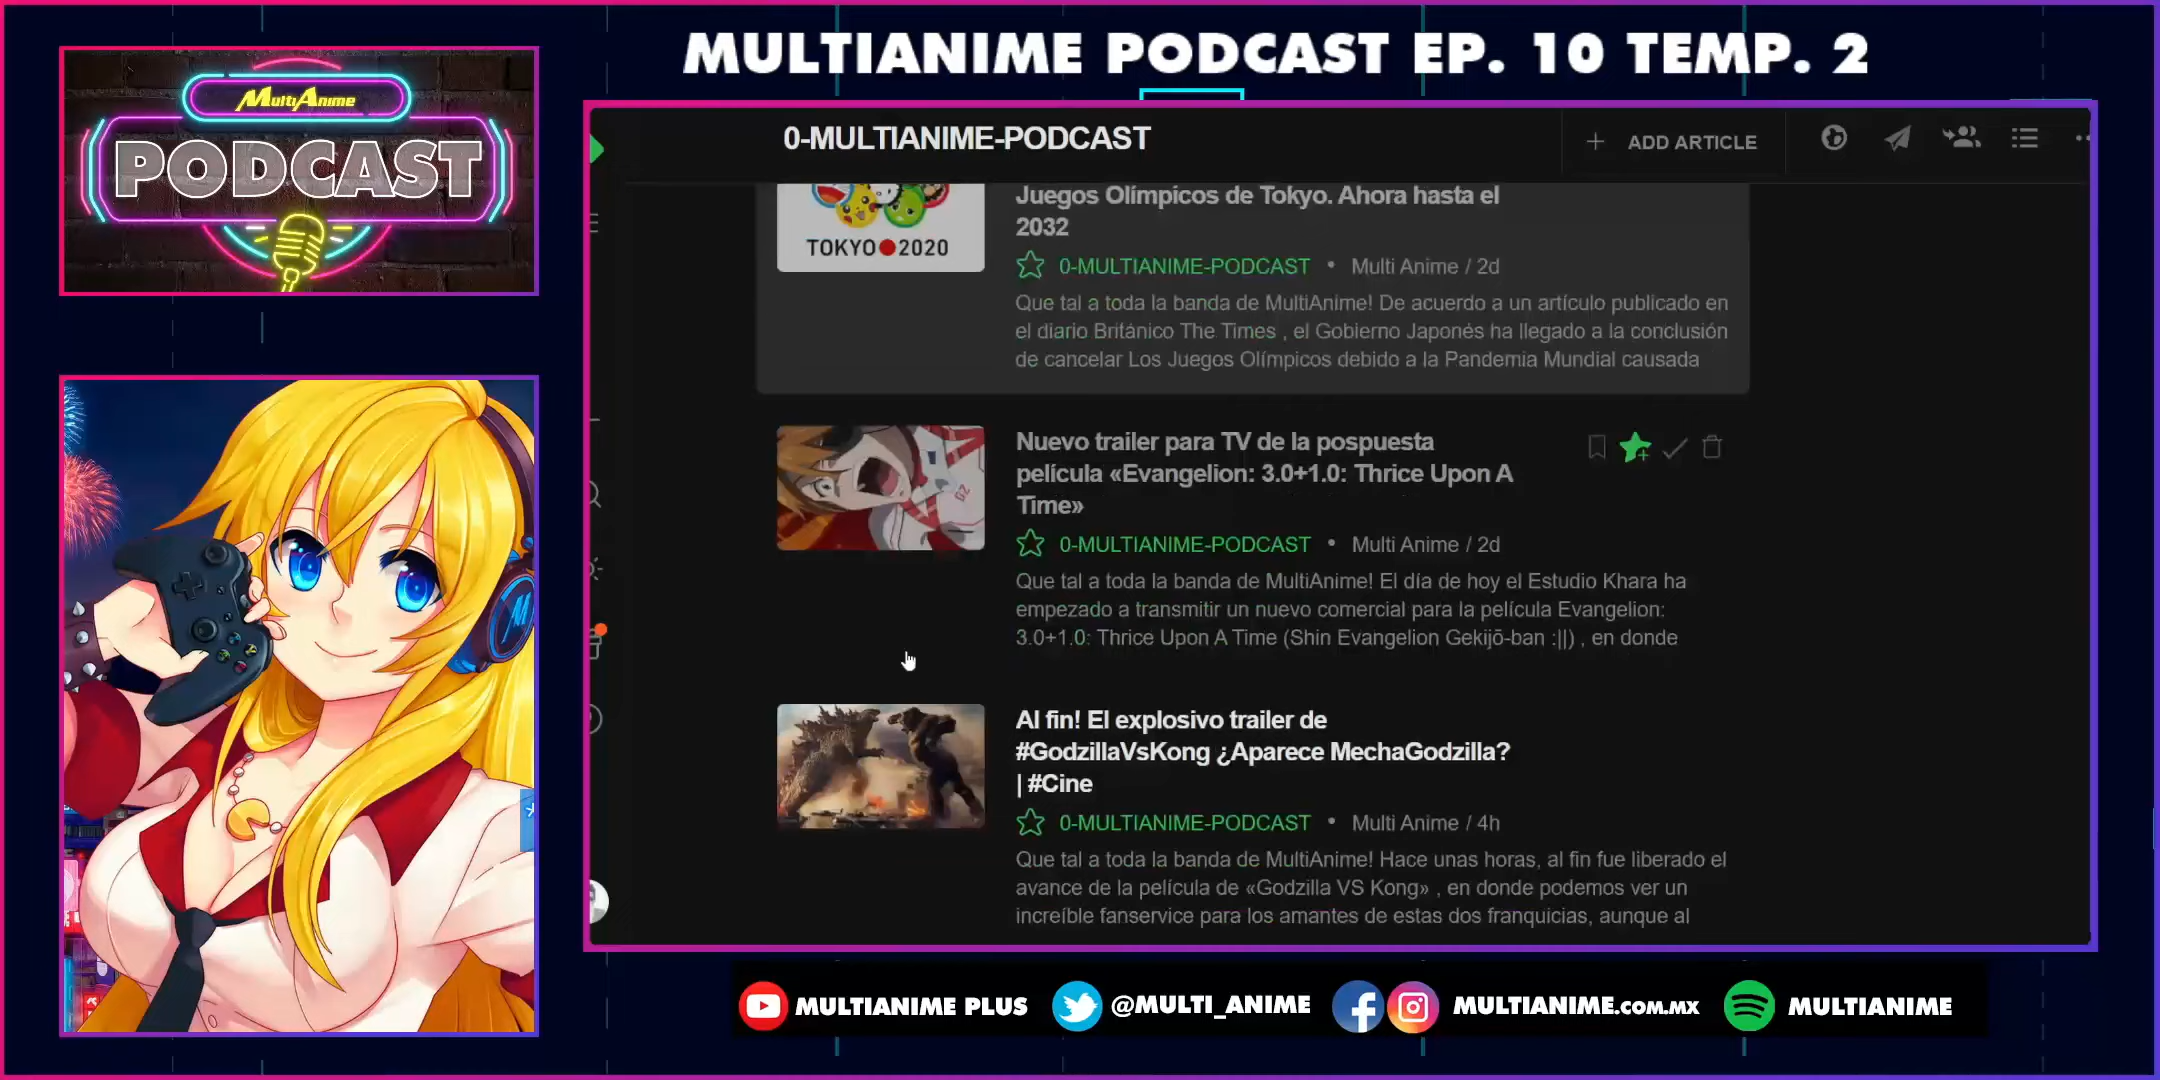 MULTIANIME PODCAST EP. 10 TEMP. 2
MultiAnime
PODCAST
0-MULTIANIME-PODCAST
+ ADD ARTICLE
TOKYO 2020
Juegos Olímpicos de Tokyo. Ahora hasta el
2032
0-MULTIANIME-PODCAST • Multi Anime / 2d
Que tal a toda la banda de MultiAnime! De acuerdo a un artículo publicado en
el diario Británico The Times , el Gobierno Japonés ha llegado a la conclusión
de cancelar Los Juegos Olímpicos debido a la Pandemia Mundial causada
Nuevo trailer para TV de la pospuesta
película «Evangelion: 3.0+1.0: Thrice Upon A
Time»
0-MULTIANIME-PODCAST • Multi Anime / 2d
Que tal a toda la banda de MultiAnime! El día de hoy el Estudio Khara ha
empezado a transmitir un nuevo comercial para la película Evangelion:
3.0+1.0: Thrice Upon A Time (Shin Evangelion Gekijō-ban :||) , en donde
Al fin! El explosivo trailer de
#GodzillaVsKong ¿Aparece MechaGodzilla?
| #Cine
0-MULTIANIME-PODCAST • Multi Anime / 4h
Que tal a toda la banda de MultiAnime! Hace unas horas, al fin fue liberado el
avance de la película de «Godzilla VS Kong» , en donde podemos ver un
increíble fanservice para los amantes de estas dos franquicias, aunque al
MULTIANIME PLUS @MULTI_ANIME MULTIANIME.COM.MX MULTIANIME